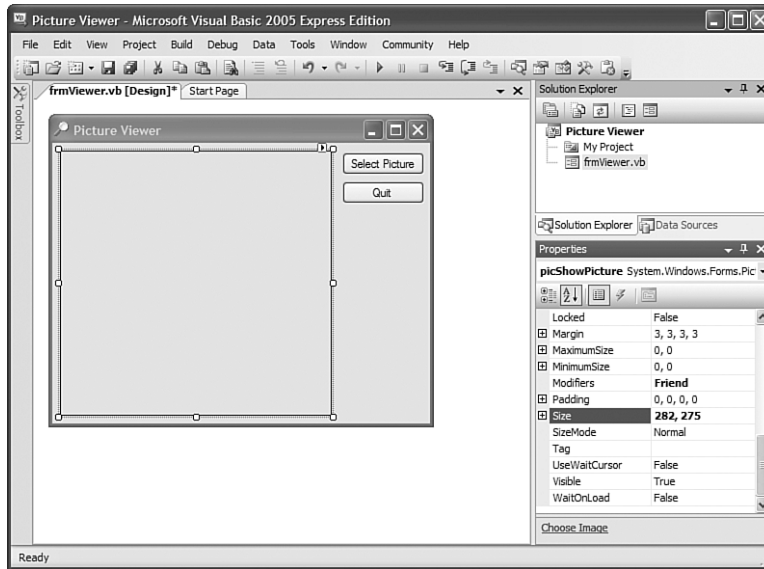 Picture Viewer - Microsoft Visual Basic 2005 Express Edition
File Edit View Project Build Debug Data Tools Window Community Help
Toolbox
frmViewer.vb [Design]* Start Page
Picture Viewer
Select Picture
Quit
Solution Explorer
Picture Viewer
My Project
frmViewer.vb
Solution Explorer Data Sources
Properties
picShowPicture System.Windows.Forms.Pic
Locked False
Margin 3, 3, 3, 3
MaximumSize 0, 0
MinimumSize 0, 0
Modifiers Friend
Padding 0, 0, 0, 0
Size 282, 275
SizeMode Normal
Tag
UseWaitCursor False
Visible True
WaitOnLoad False
Choose Image
Ready